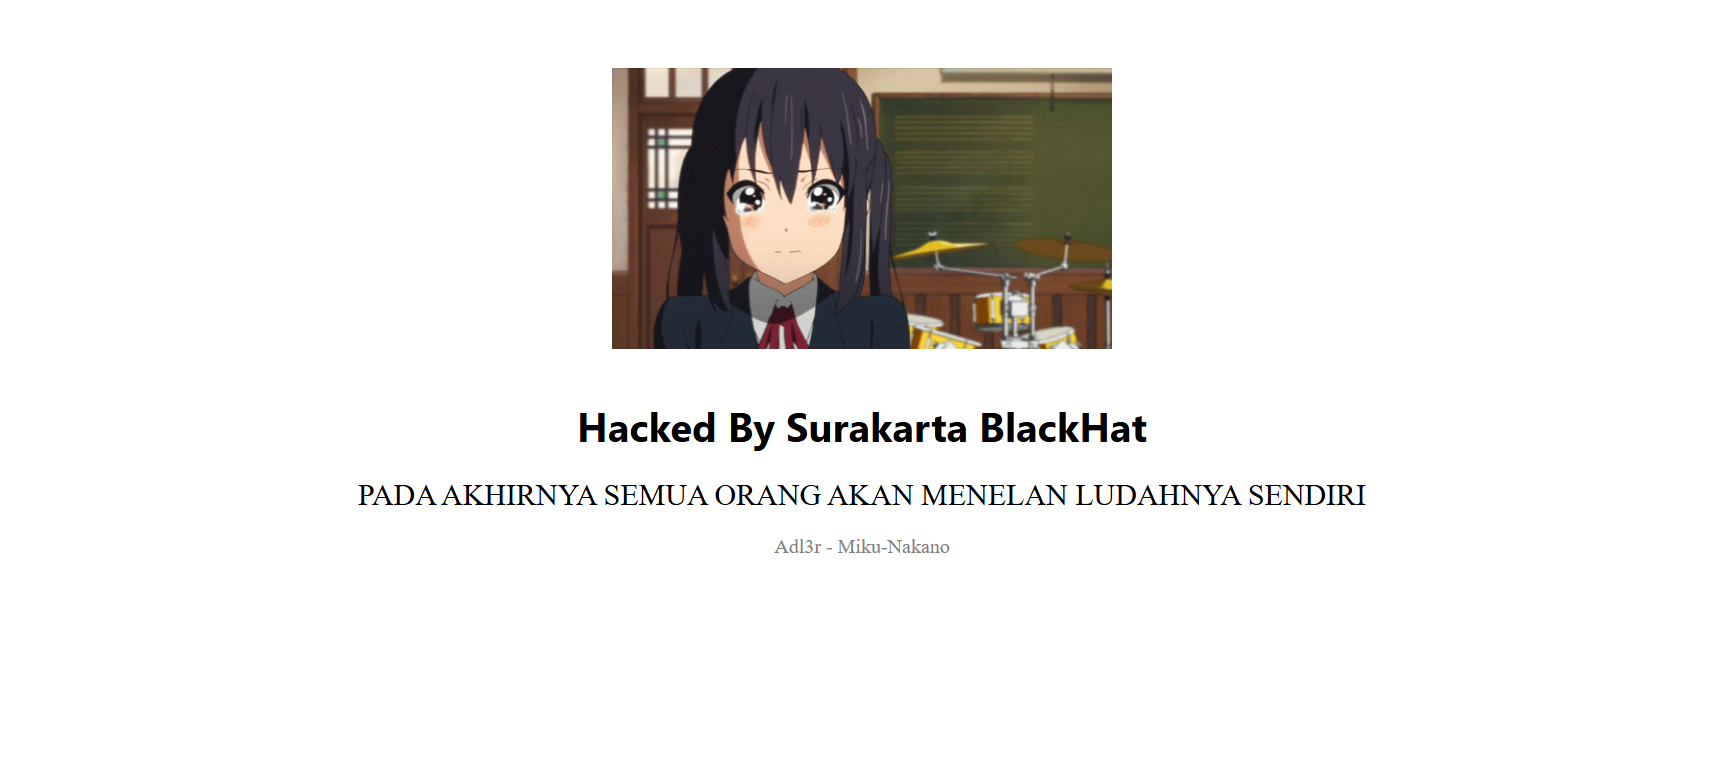 Hacked By Surakarta BlackHat
PADA AKHIRNYA SEMUA ORANG AKAN MENELAN LUDAHNYA SENDIRI
Adl3r - Miku-Nakano